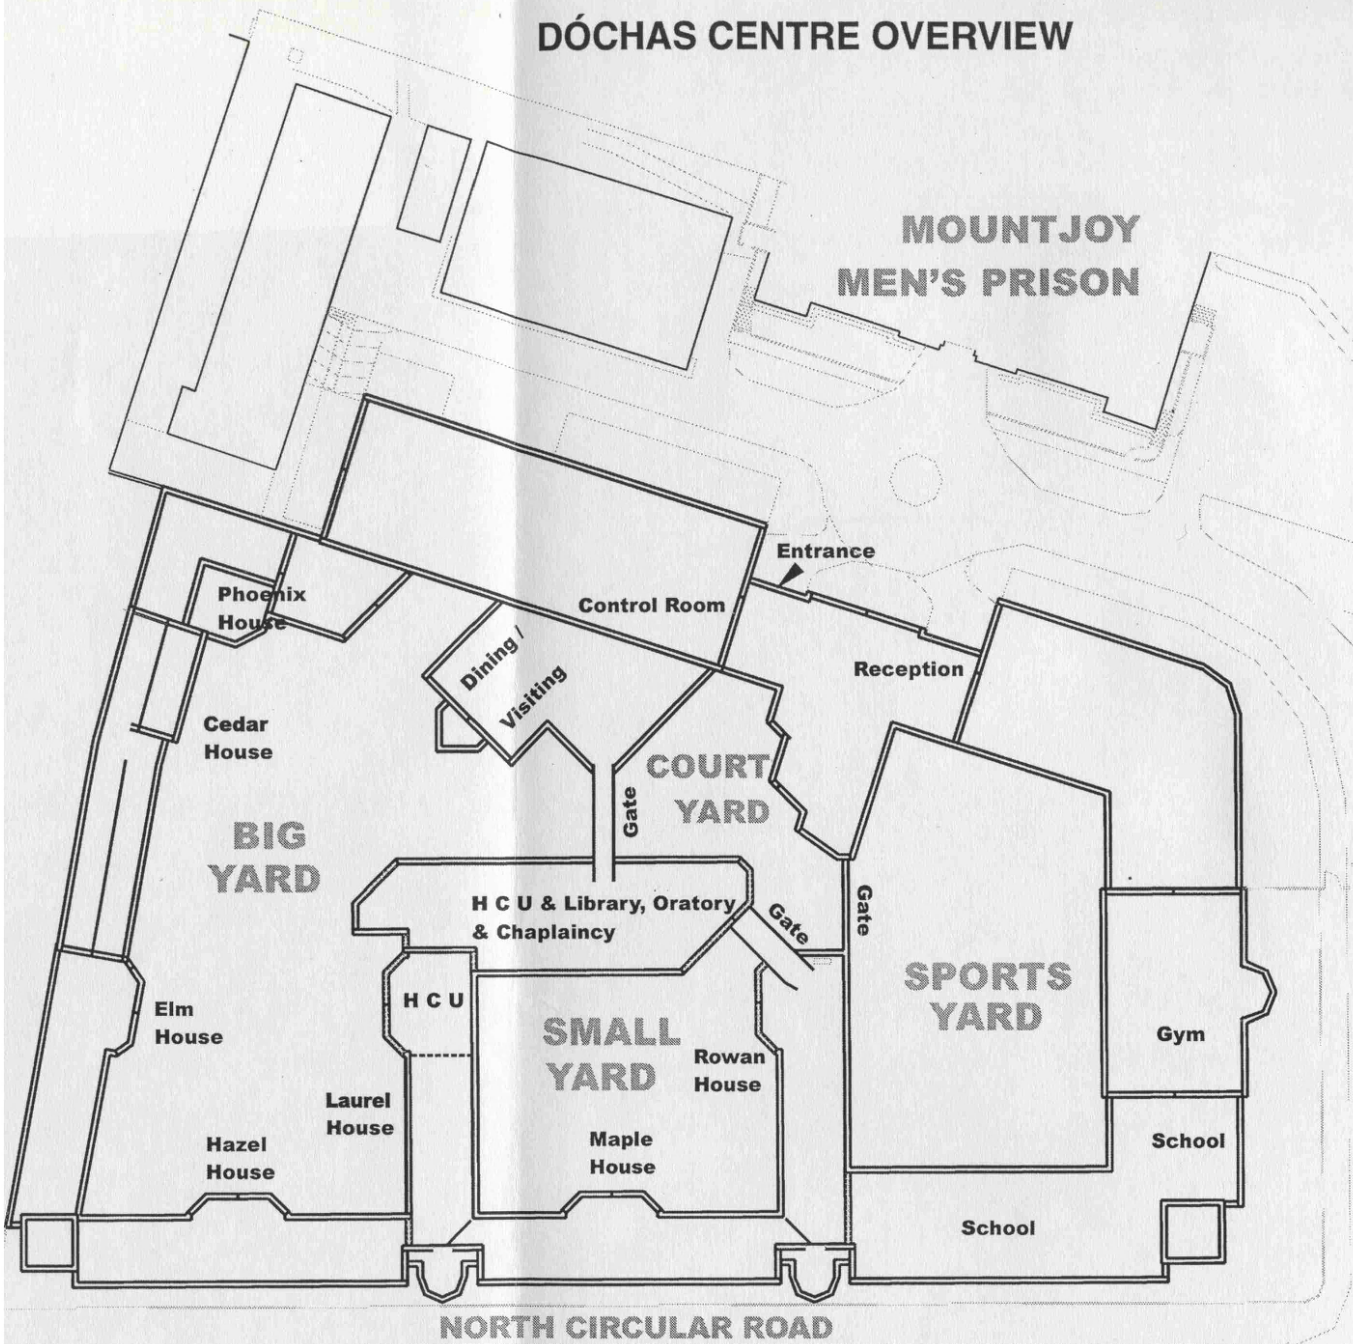 DÓCHAS CENTRE OVERVIEW
MOUNTJOY
MEN'S PRISON
Entrance
Phoenix
House
Control Room
Dining /
Visiting
Reception
Cedar
House
COURT
YARD
Gate
BIG
YARD
H C U & Library, Oratory
& Chaplaincy
Gate
Gate
H C U
SPORTS
YARD
Elm
House
SMALL
YARD
Rowan
House
Gym
Laurel
House
Hazel
House
Maple
House
School
School
NORTH CIRCULAR ROAD